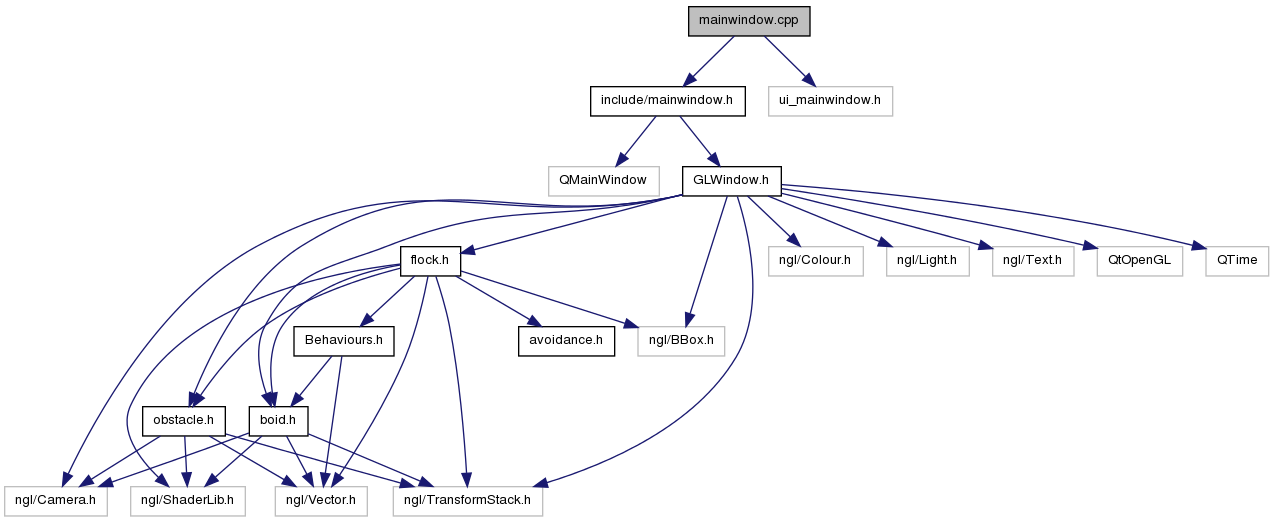 mainwindow.cpp
include/mainwindow.h
ui_mainwindow.h
QMainWindow
GLWindow.h
flock.h
ngl/Colour.h
ngl/Light.h
ngl/Text.h
QtOpenGL
QTime
Behaviours.h
avoidance.h
ngl/BBox.h
obstacle.h
boid.h
ngl/Camera.h
ngl/ShaderLib.h
ngl/Vector.h
ngl/TransformStack.h